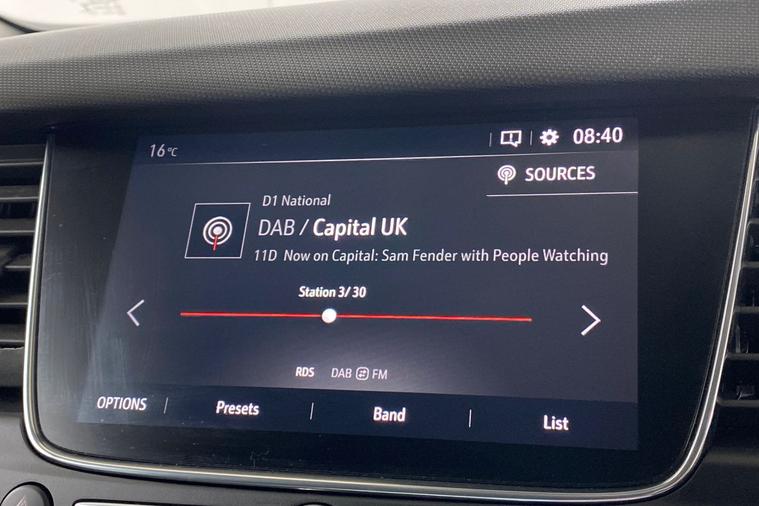 16°C
08:40
SOURCES
D1 National
DAB / Capital UK
11D Now on Capital: Sam Fender with People Watching
Station 3/30
RDS DAB FM
OPTIONS Presets Band List